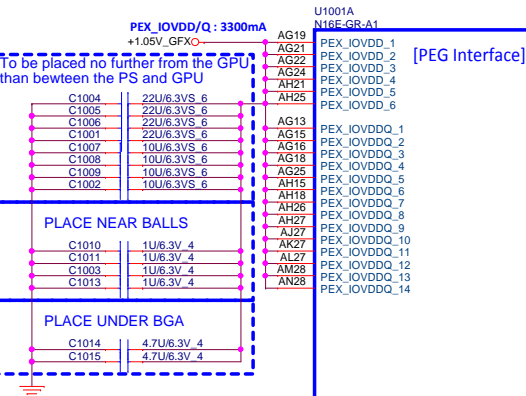 U1001A
N16E-GR-A1
PEX_IOVDD/Q : 3300mA
+1.05V_GFX
[PEG Interface]
AG19 PEX_IOVDD_1
AG21 PEX_IOVDD_2
AG22 PEX_IOVDD_3
AG24 PEX_IOVDD_4
AH21 PEX_IOVDD_5
AH25 PEX_IOVDD_6
To be placed no further from the GPU
than bewteen the PS and GPU
C1004 22U/6.3VS_6
C1005 22U/6.3VS_6
C1006 22U/6.3VS_6
C1001 22U/6.3VS_6
C1007 10U/6.3VS_6
C1008 10U/6.3VS_6
C1009 10U/6.3VS_6
C1002 10U/6.3VS_6
AG13 PEX_IOVDDQ_1
AG15 PEX_IOVDDQ_2
AG16 PEX_IOVDDQ_3
AG18 PEX_IOVDDQ_4
AG25 PEX_IOVDDQ_5
AH15 PEX_IOVDDQ_6
AH18 PEX_IOVDDQ_7
AH26 PEX_IOVDDQ_8
AH27 PEX_IOVDDQ_9
AJ27 PEX_IOVDDQ_10
AK27 PEX_IOVDDQ_11
AL27 PEX_IOVDDQ_12
AM28 PEX_IOVDDQ_13
AN28 PEX_IOVDDQ_14
PLACE NEAR BALLS
C1010 1U/6.3V_4
C1011 1U/6.3V_4
C1003 1U/6.3V_4
C1013 1U/6.3V_4
PLACE UNDER BGA
C1014 4.7U/6.3V_4
C1015 4.7U/6.3V_4